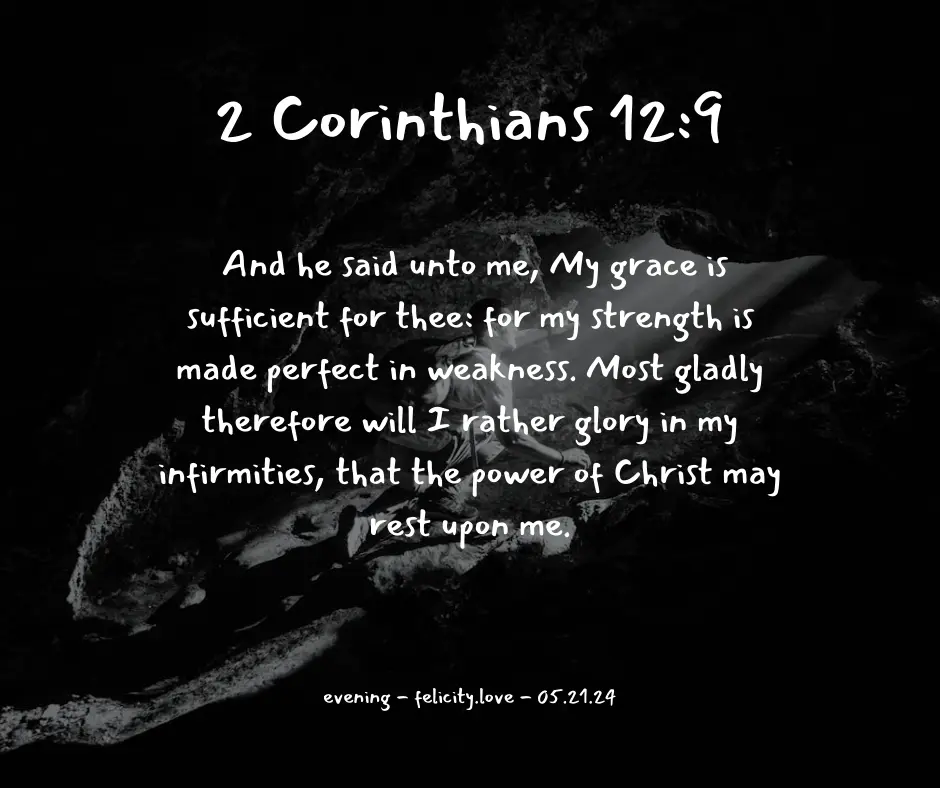 2 Corinthians 12:9
And he said unto me, My grace is
sufficient for thee: for my strength is
made perfect in weakness. Most gladly
therefore will I rather glory in my
infirmities, that the power of Christ may
rest upon me.
evening - felicity.love - 05.21.24